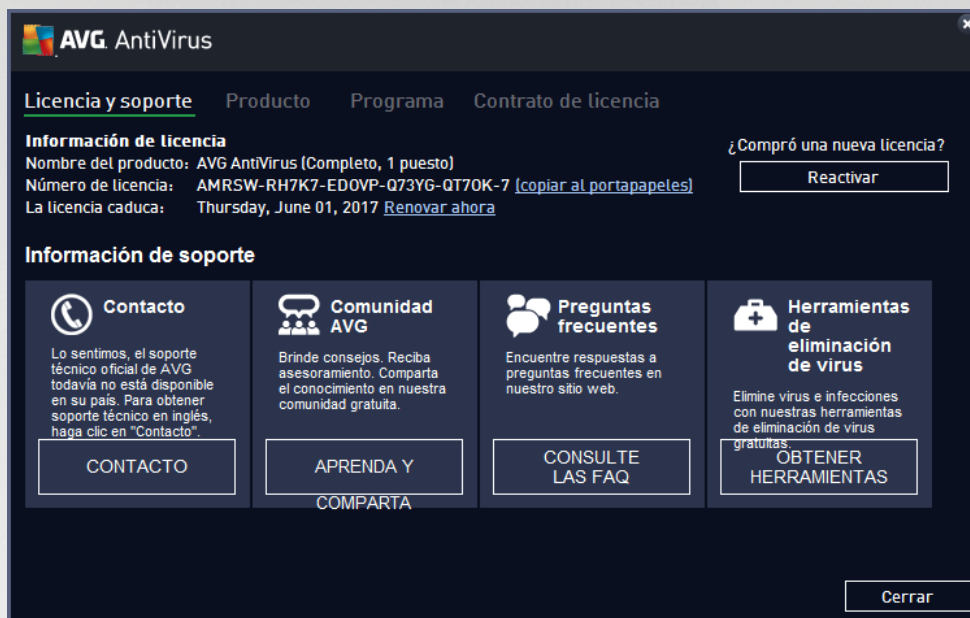 AVG. AntiVirus
Licencia y soporte Producto Programa Contrato de licencia
Información de licencia
Nombre del producto: AVG AntiVirus (Completo, 1 puesto)
Número de licencia: AMRSW-RH7K7-EDOVP-Q73YG-QT7OK-7 (copiar al portapapeles)
La licencia caduca: Thursday, June 01, 2017 Renovar ahora
¿Compró una nueva licencia?
Reactivar
Información de soporte
Contacto
Lo sentimos, el soporte
técnico oficial de AVG
todavía no está disponible
en su país. Para obtener
soporte técnico en inglés,
haga clic en "Contacto".
CONTACTO
Comunidad
AVG
Brinde consejos. Reciba
asesoramiento. Comparta
el conocimiento en nuestra
comunidad gratuita.
APRENDA Y
COMPARTA
Preguntas
frecuentes
Encuentre respuestas a
preguntas frecuentes en
nuestro sitio web.
CONSULTE
LAS FAQ
Herramientas
de
eliminación
de virus
Elimine virus e infecciones
con nuestras herramientas
de eliminación de virus
gratuitas.
OBTENER
HERRAMIENTAS
Cerrar